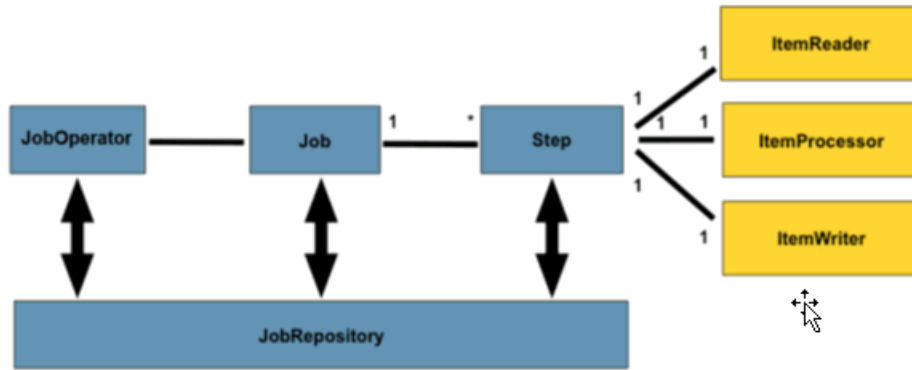 ItemReader
1
1
JobOperator
Job
1
*
Step
1
1
ItemProcessor
1
1
ItemWriter
JobRepository